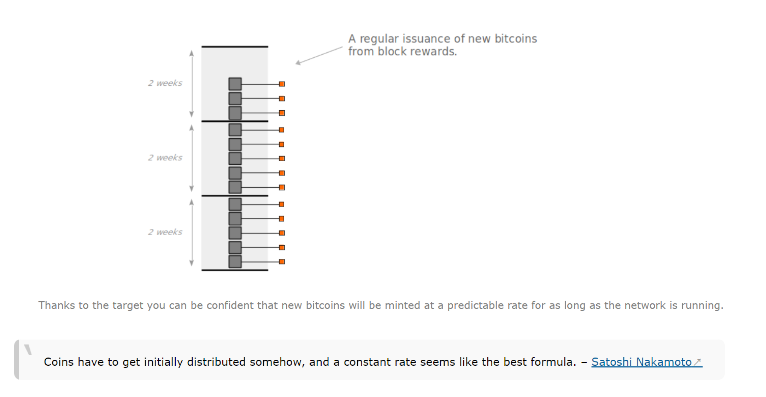 A regular issuance of new bitcoins
from block rewards.
2 weeks
2 weeks
2 weeks
Thanks to the target you can be confident that new bitcoins will be minted at a predictable rate for as long as the network is running.
Coins have to get initially distributed somehow, and a constant rate seems like the best formula. – Satoshi Nakamoto↗